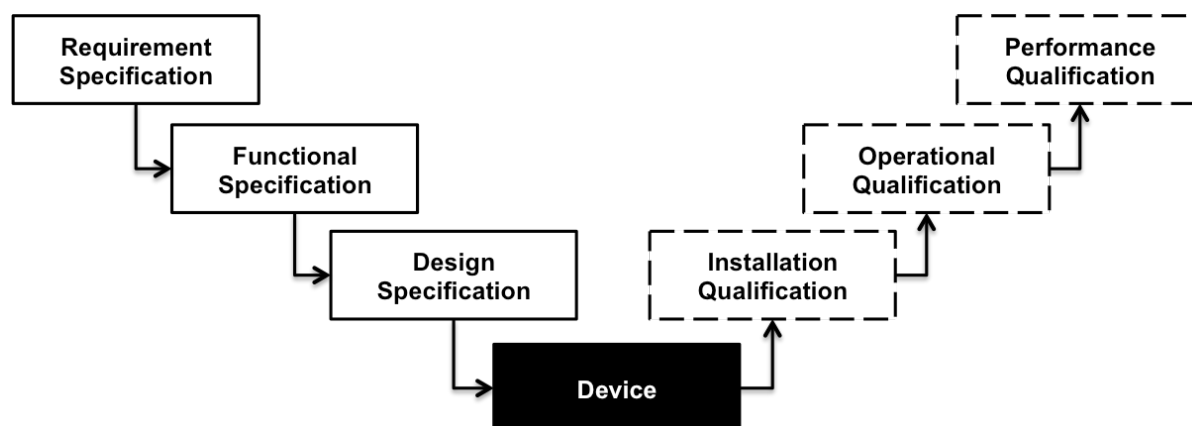 Requirement
Specification
Performance
Qualification
Functional
Specification
Operational
Qualification
Design
Specification
Installation
Qualification
Device